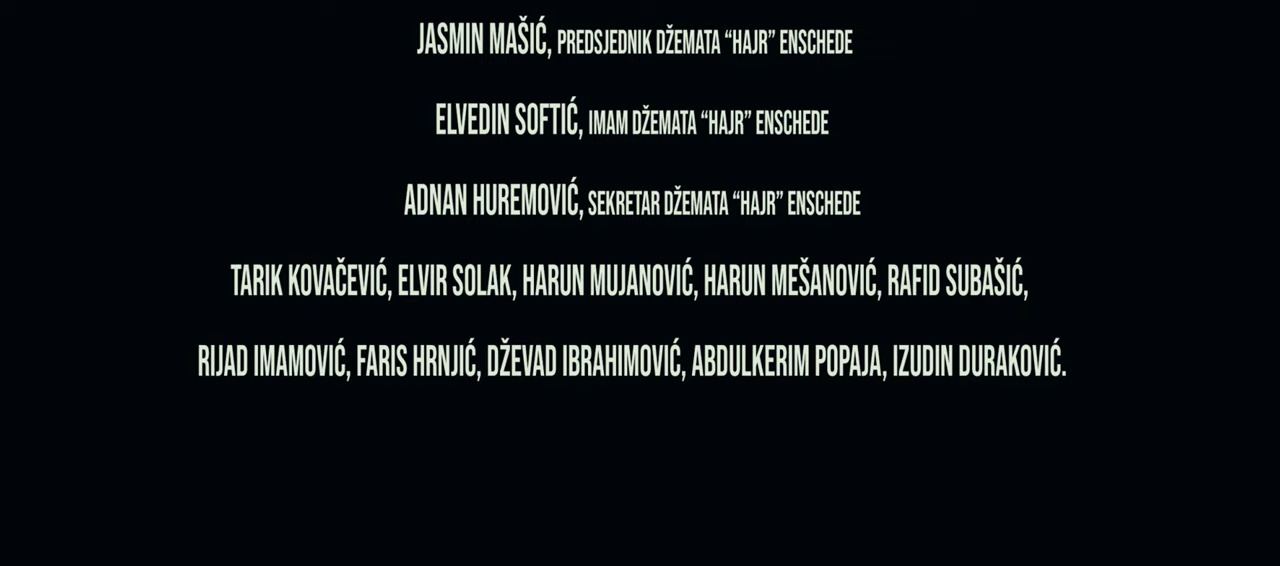 JASMIN MAŠIĆ, PREDSJEDNIK DŽEMATA “HAJR” ENSCHEDE
ELVEDIN SOFTIĆ, IMAM DŽEMATA “HAJR” ENSCHEDE
ADNAN HUREMOVIĆ, SEKRETAR DŽEMATA “HAJR” ENSCHEDE
TARIK KOVAČEVIĆ, ELVIR SOLAK, HARUN MUJANOVIĆ, HARUN MEŠANOVIĆ, RAFID SUBAŠIĆ,
RIJAD IMAMOVIĆ, FARIS HRNJIĆ, DŽEVAD IBRAHIMOVIĆ, ABDULKERIM POPAJA, IZUDIN DURAKOVIĆ.